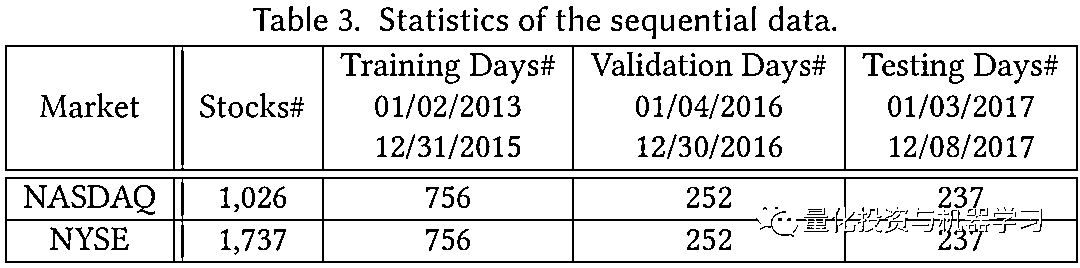 Table 3. Statistics of the sequential data.
Market Stocks# Training Days# Validation Days# Testing Days#
01/02/2013 01/04/2016 01/03/2017
12/31/2015 12/30/2016 12/08/2017
NASDAQ 1,026 756 252 237
NYSE 1,737 756 252 237
量化投资与机器学习